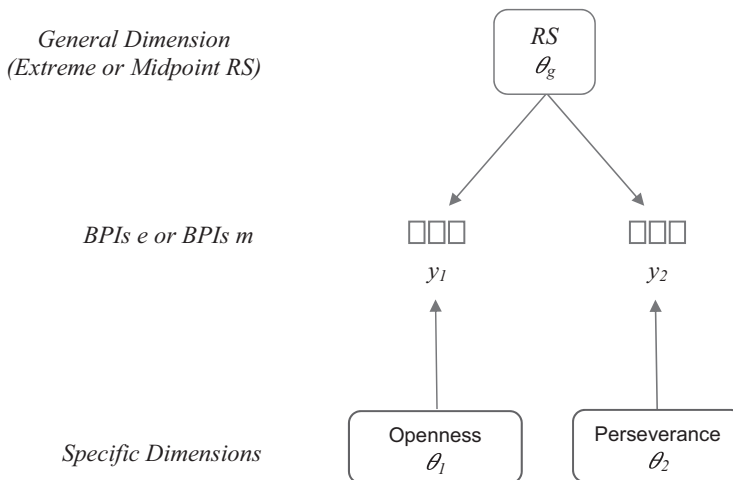 General Dimension
(Extreme or Midpoint RS)
RS
θg
BPIs e or BPIs m
y1
y2
Specific Dimensions
Openness
θ1
Perseverance
θ2